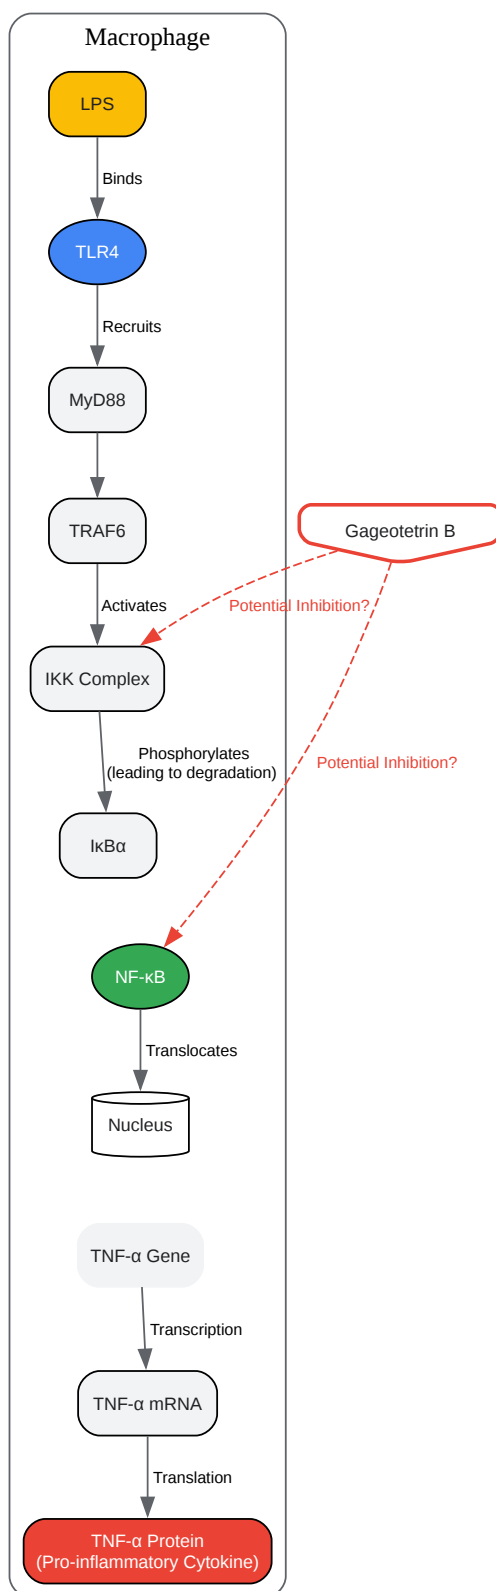 Macrophage
LPS
Binds
TLR4
Recruits
MyD88
TRAF6
Gageotetrin B
Activates
Potential Inhibition?
IKK Complex
Phosphorylates
(leading to degradation)
Potential Inhibition?
IκBα
NF-κB
Translocates
Nucleus
TNF-α Gene
Transcription
TNF-α mRNA
Translation
TNF-α Protein
(Pro-inflammatory Cytokine)